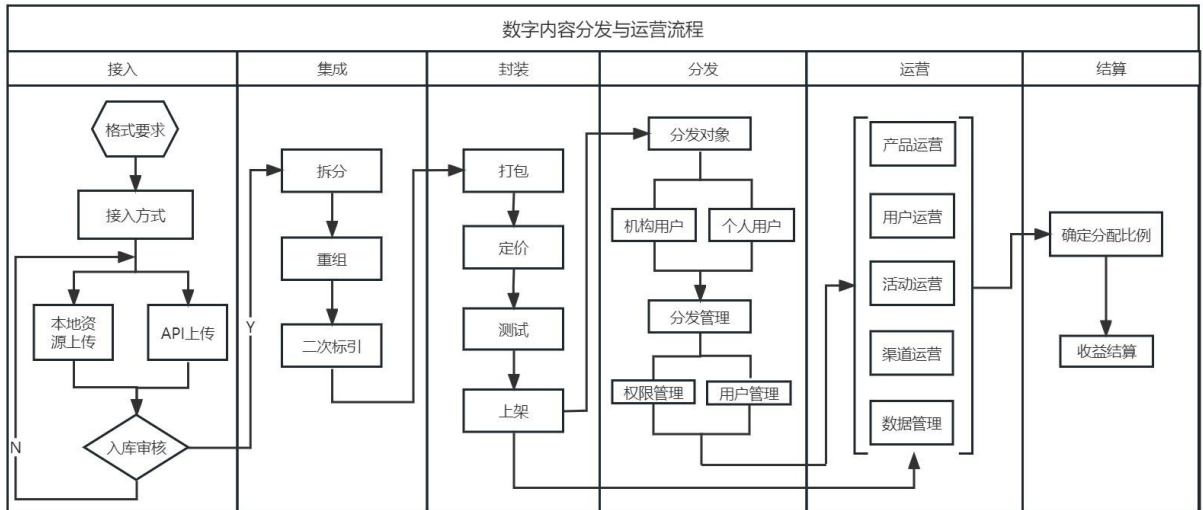 数字内容分发与运营流程
接入
集成
封装
分发
运营
结算
格式要求
接入方式
本地资
源上传
API上传
入库审核
N
Y
拆分
重组
二次标引
打包
定价
测试
上架
分发对象
机构用户
个人用户
分发管理
权限管理
用户管理
产品运营
用户运营
活动运营
渠道运营
数据管理
确定分配比例
收益结算